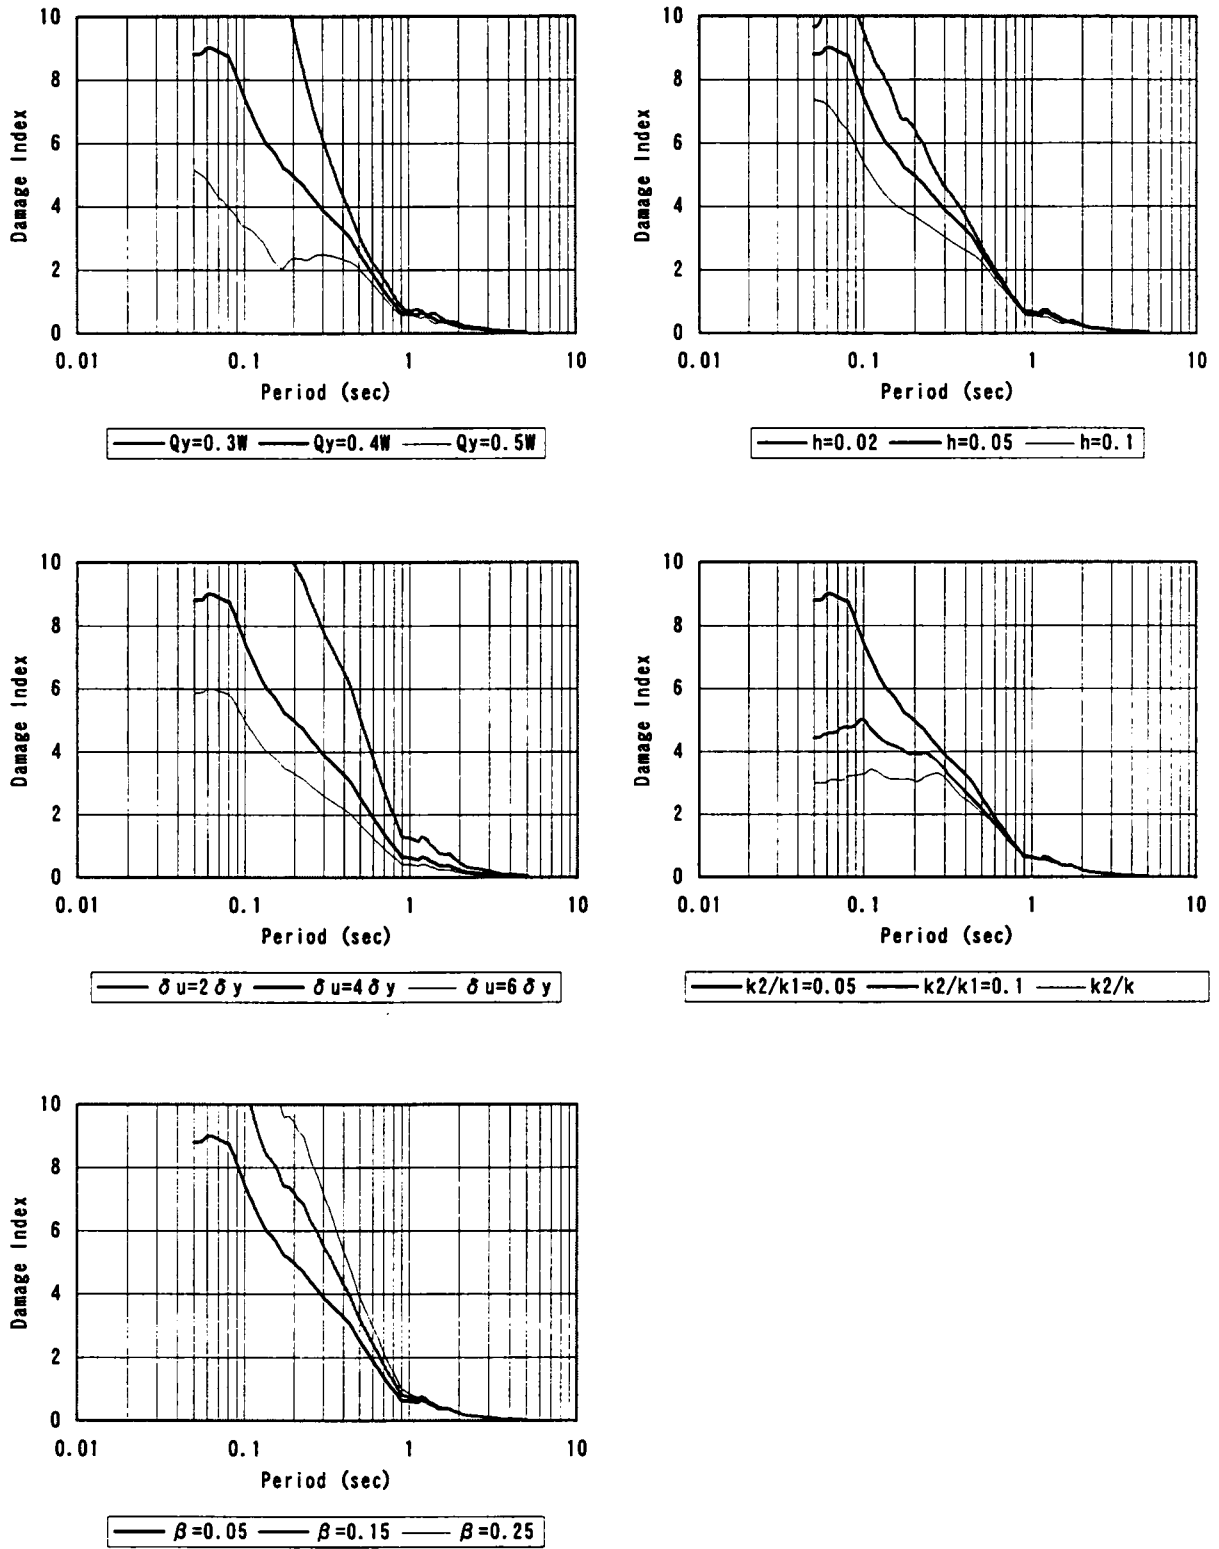 10
8
6
4
2
0
Damage Index
0.01 0.1 1 10
Period (sec)
Qy=0.3W Qy=0.4W Qy=0.5W
10
8
6
4
2
0
Damage Index
0.01 0.1 1 10
Period (sec)
h=0.02 h=0.05 h=0.1
10
8
6
4
2
0
Damage Index
0.01 0.1 1 10
Period (sec)
δu=2δy δu=4δy δu=6δy
10
8
6
4
2
0
Damage Index
0.01 0.1 1 10
Period (sec)
k2/k1=0.05 k2/k1=0.1 k2/k
10
8
6
4
2
0
Damage Index
0.01 0.1 1 10
Period (sec)
β=0.05 β=0.15 β=0.25